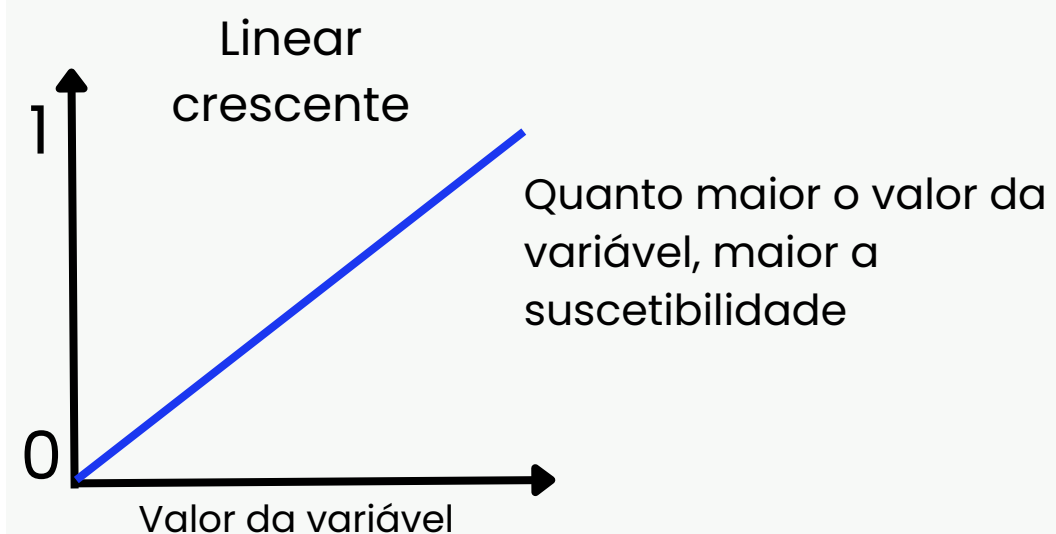 Linear
crescente
1
Quanto maior o valor da
variável, maior a
suscetibilidade
0
Valor da variável